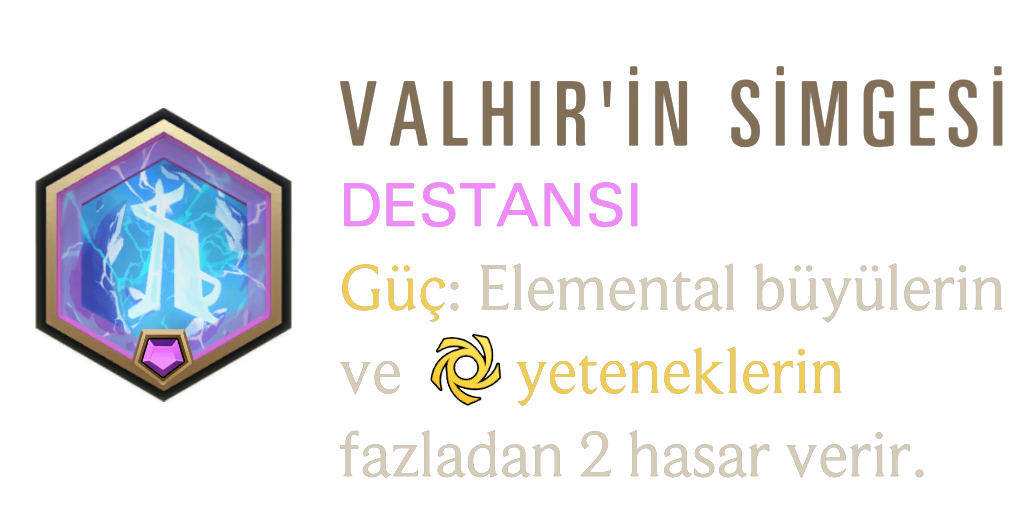 VALHIR'İN SİMGESİ
DESTANSI
Güç: Elemental büyülerin
ve yeteneklerin
fazladan 2 hasar verir.